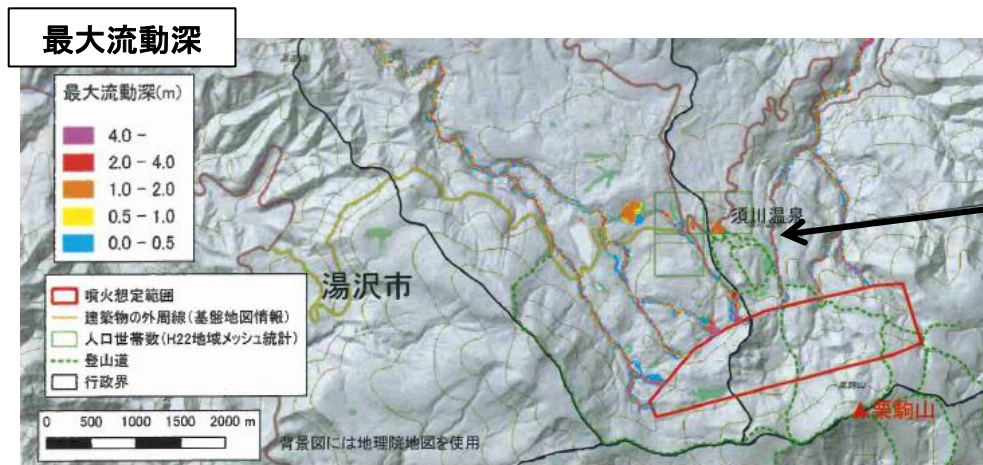 最大流動深
最大流動深(m)
4.0 -
2.0 - 4.0
1.0 - 2.0
0.5 - 1.0
0.0 - 0.5
須川温泉
湯沢市
噴火想定範囲
建築物の外周線(基盤地図情報)
人口世帯数(H22地域メッシュ統計)
登山道
行政界
栗駒山
▲栗駒山
0 500 1000 1500 2000 m
背景図には地理院地図を使用